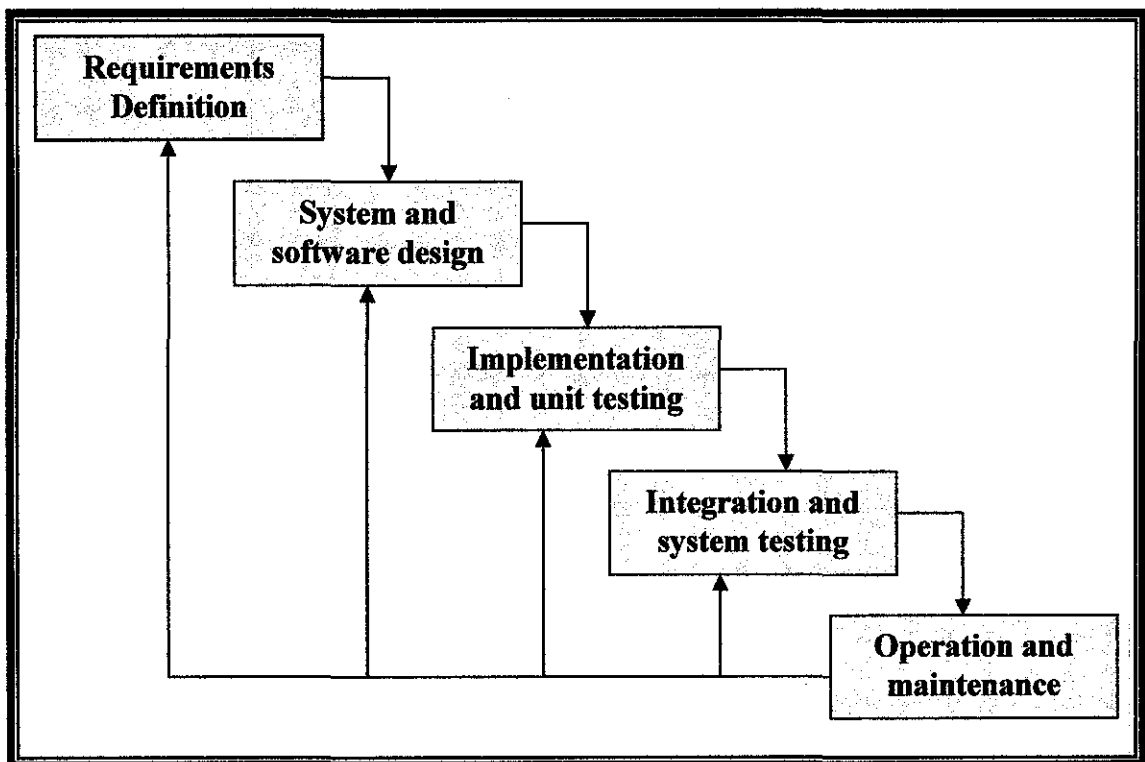 Requirements
Definition
System and
software design
Implementation
and unit testing
Integration and
system testing
Operation and
maintenance